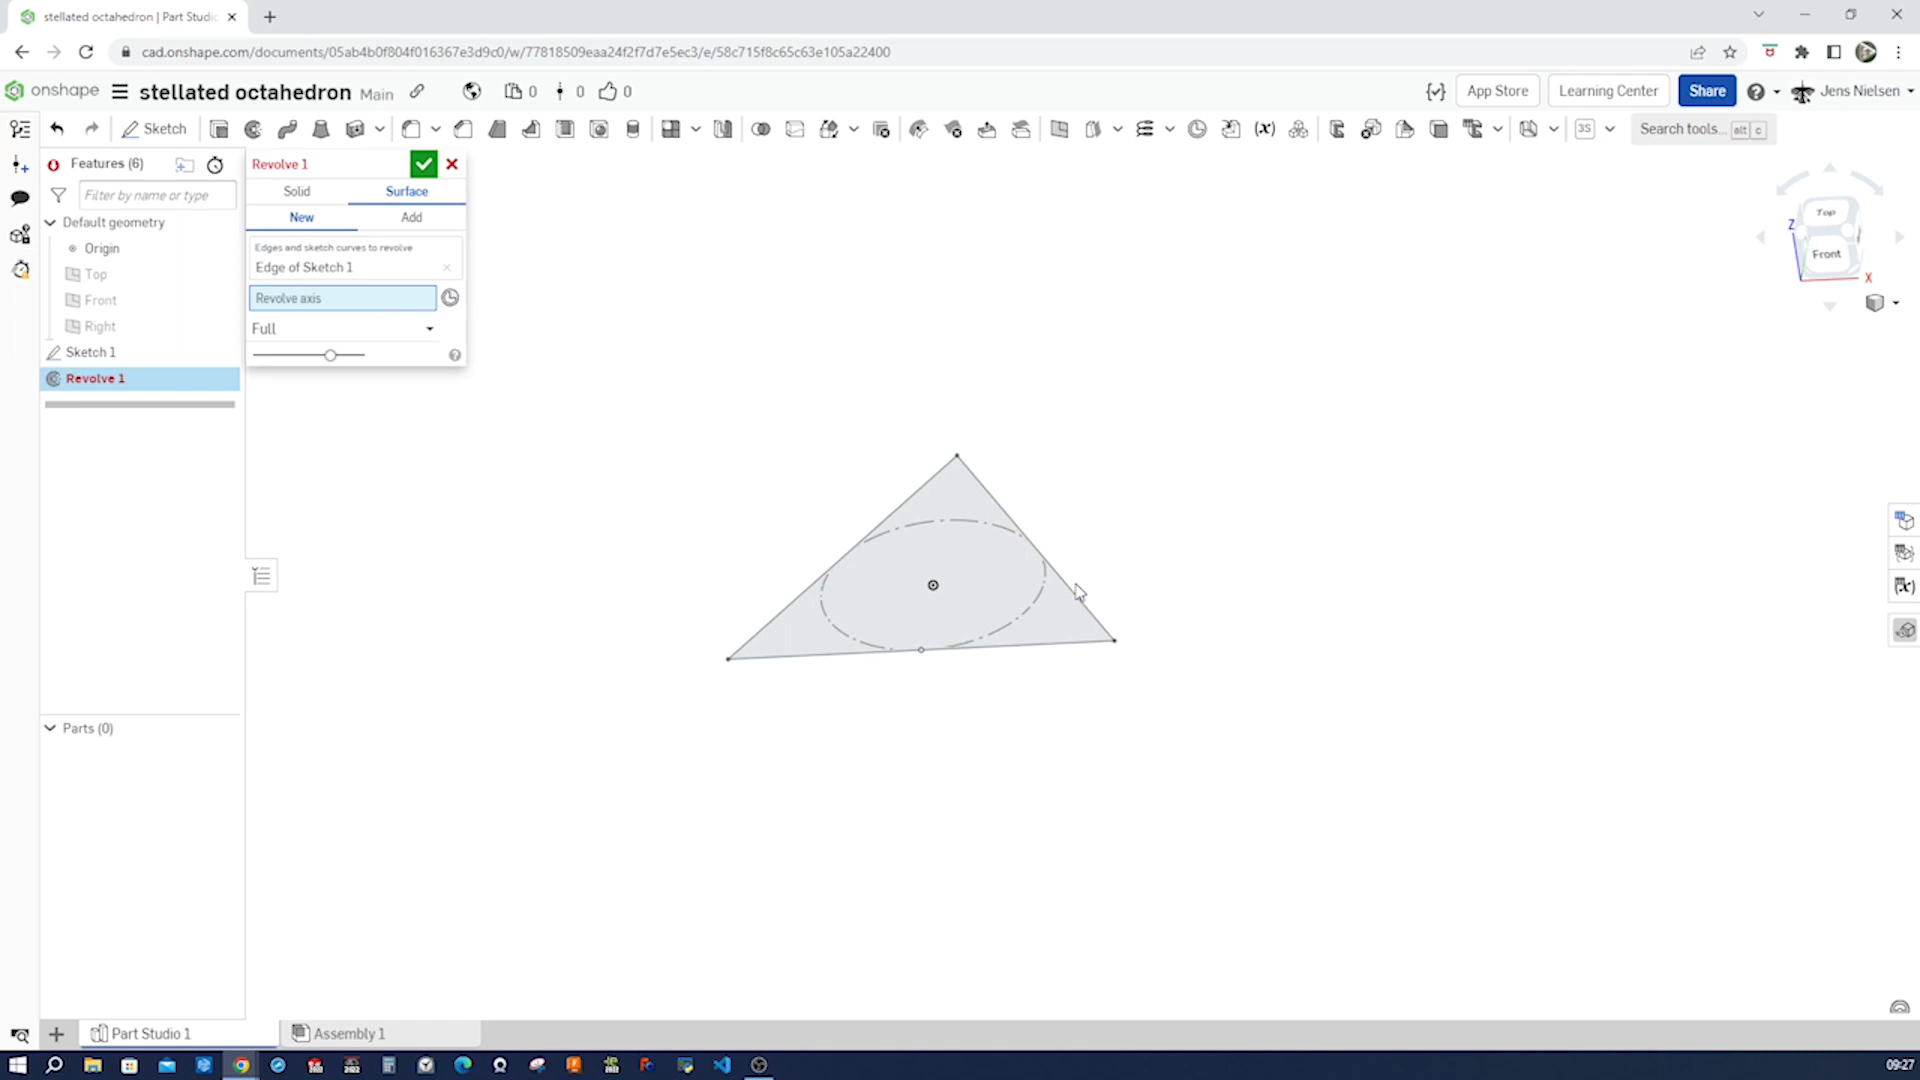 stellated octahedron | Part Studio
cad.onshape.com/documents/05ab4b0f804f016367e3d9c0/w/77818509eaa24f2f7d7e5ec3/e/58c715f8c65c63e105a22400
onshape
stellated octahedron Main
0
0
0
App Store
Learning Center
Share
Jens Nielsen
Sketch
3S
Search tools... alt c
Features (6)
Filter by name or type
Default geometry
Origin
Top
Front
Right
Sketch 1
Revolve 1
Revolve 1
Solid
Surface
New
Add
Edges and sketch curves to revolve
Edge of Sketch 1
Revolve axis
Full
Top
Z
Front
X
Parts (0)
Part Studio 1
Assembly 1
09:27